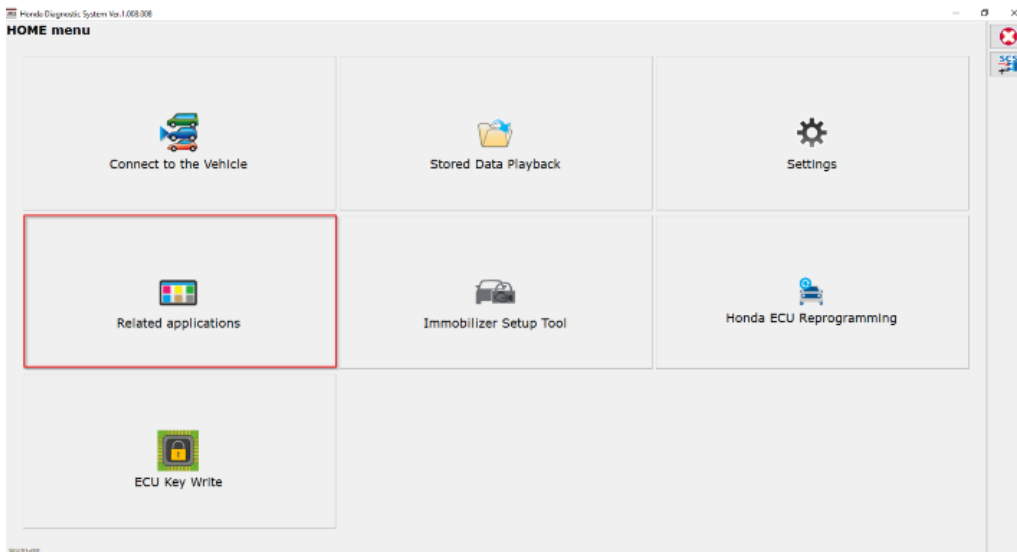 Honda Diagnostic System Ver.1.008.008
HOME menu
SCS
Connect to the Vehicle
Stored Data Playback
Settings
Related applications
Immobilizer Setup Tool
Honda ECU Reprogramming
ECU Key Write